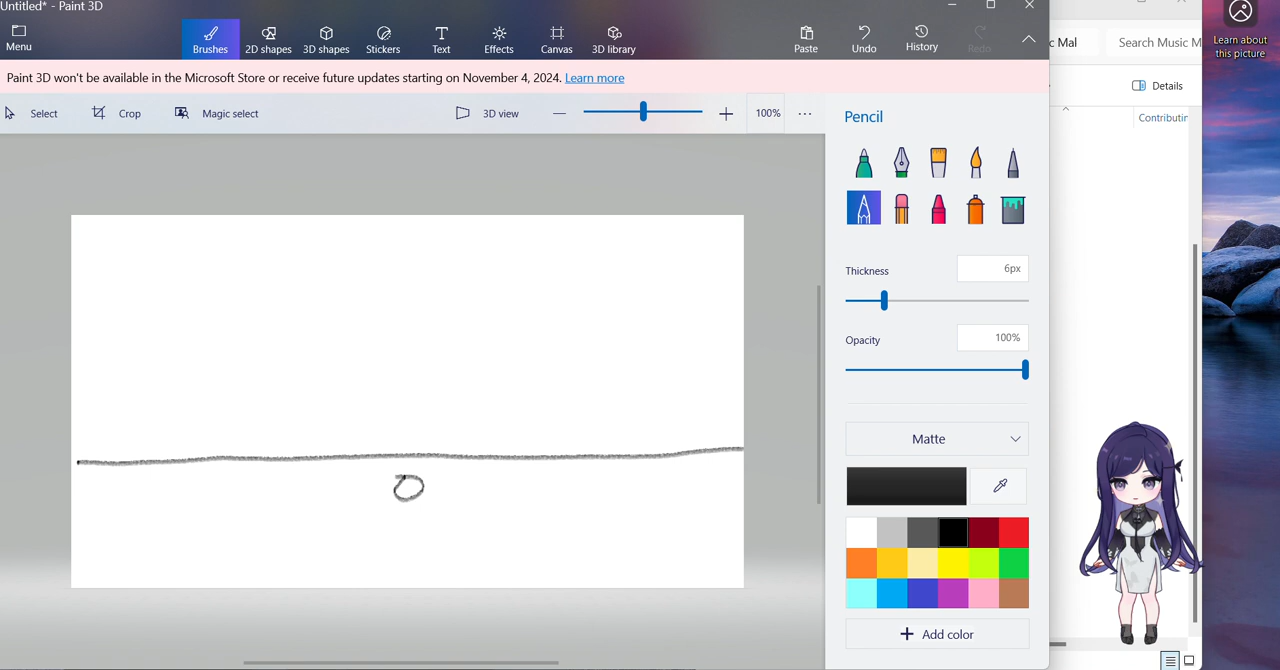 Untitled* - Paint 3D
Menu
Brushes
2D shapes
3D shapes
Stickers
Text
Effects
Canvas
3D library
Paste
Undo
History
Redo
Paint 3D won't be available in the Microsoft Store or receive future updates starting on November 4, 2024. Learn more
Select
Crop
Magic select
3D view
100%
Pencil
Thickness
6px
Opacity
100%
Matte
Add color
c Mal
Search Music M
Details
Contributin
Learn about
this picture